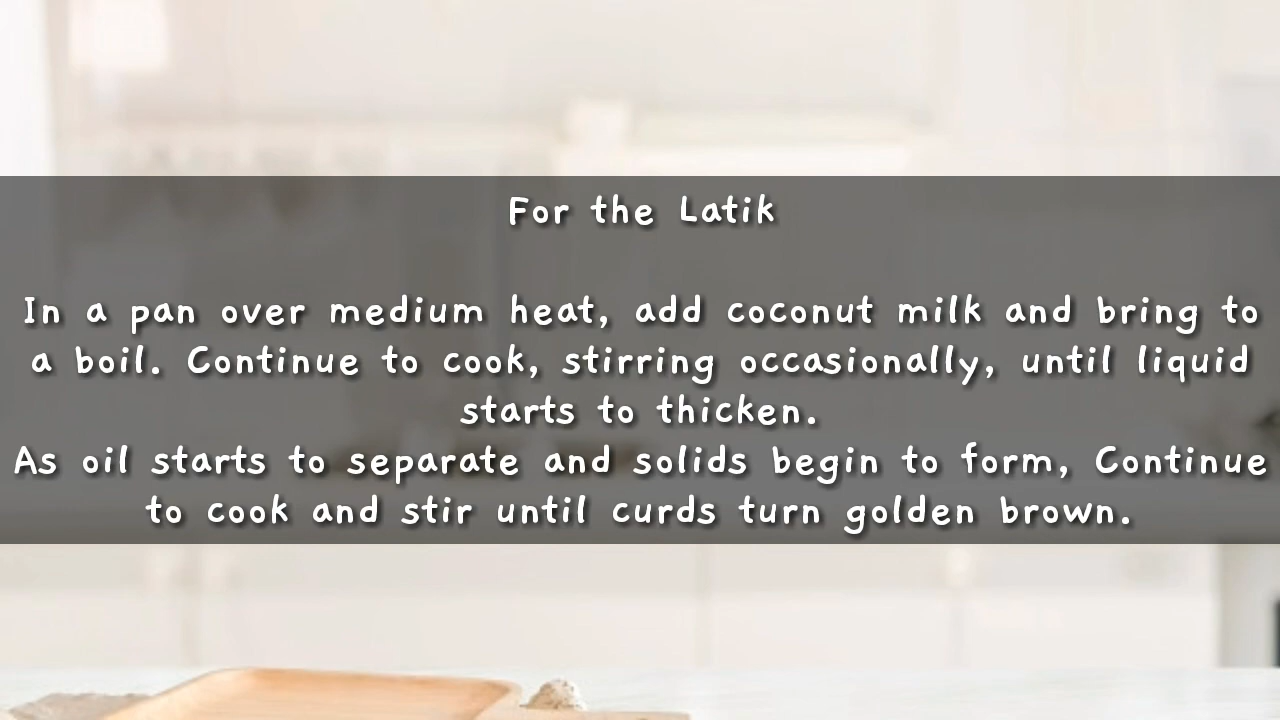 For the Latik
In a pan over medium heat, add coconut milk and bring to
a boil. Continue to cook, stirring occasionally, until liquid
starts to thicken.
As oil starts to separate and solids begin to form, Continue
to cook and stir until curds turn golden brown.